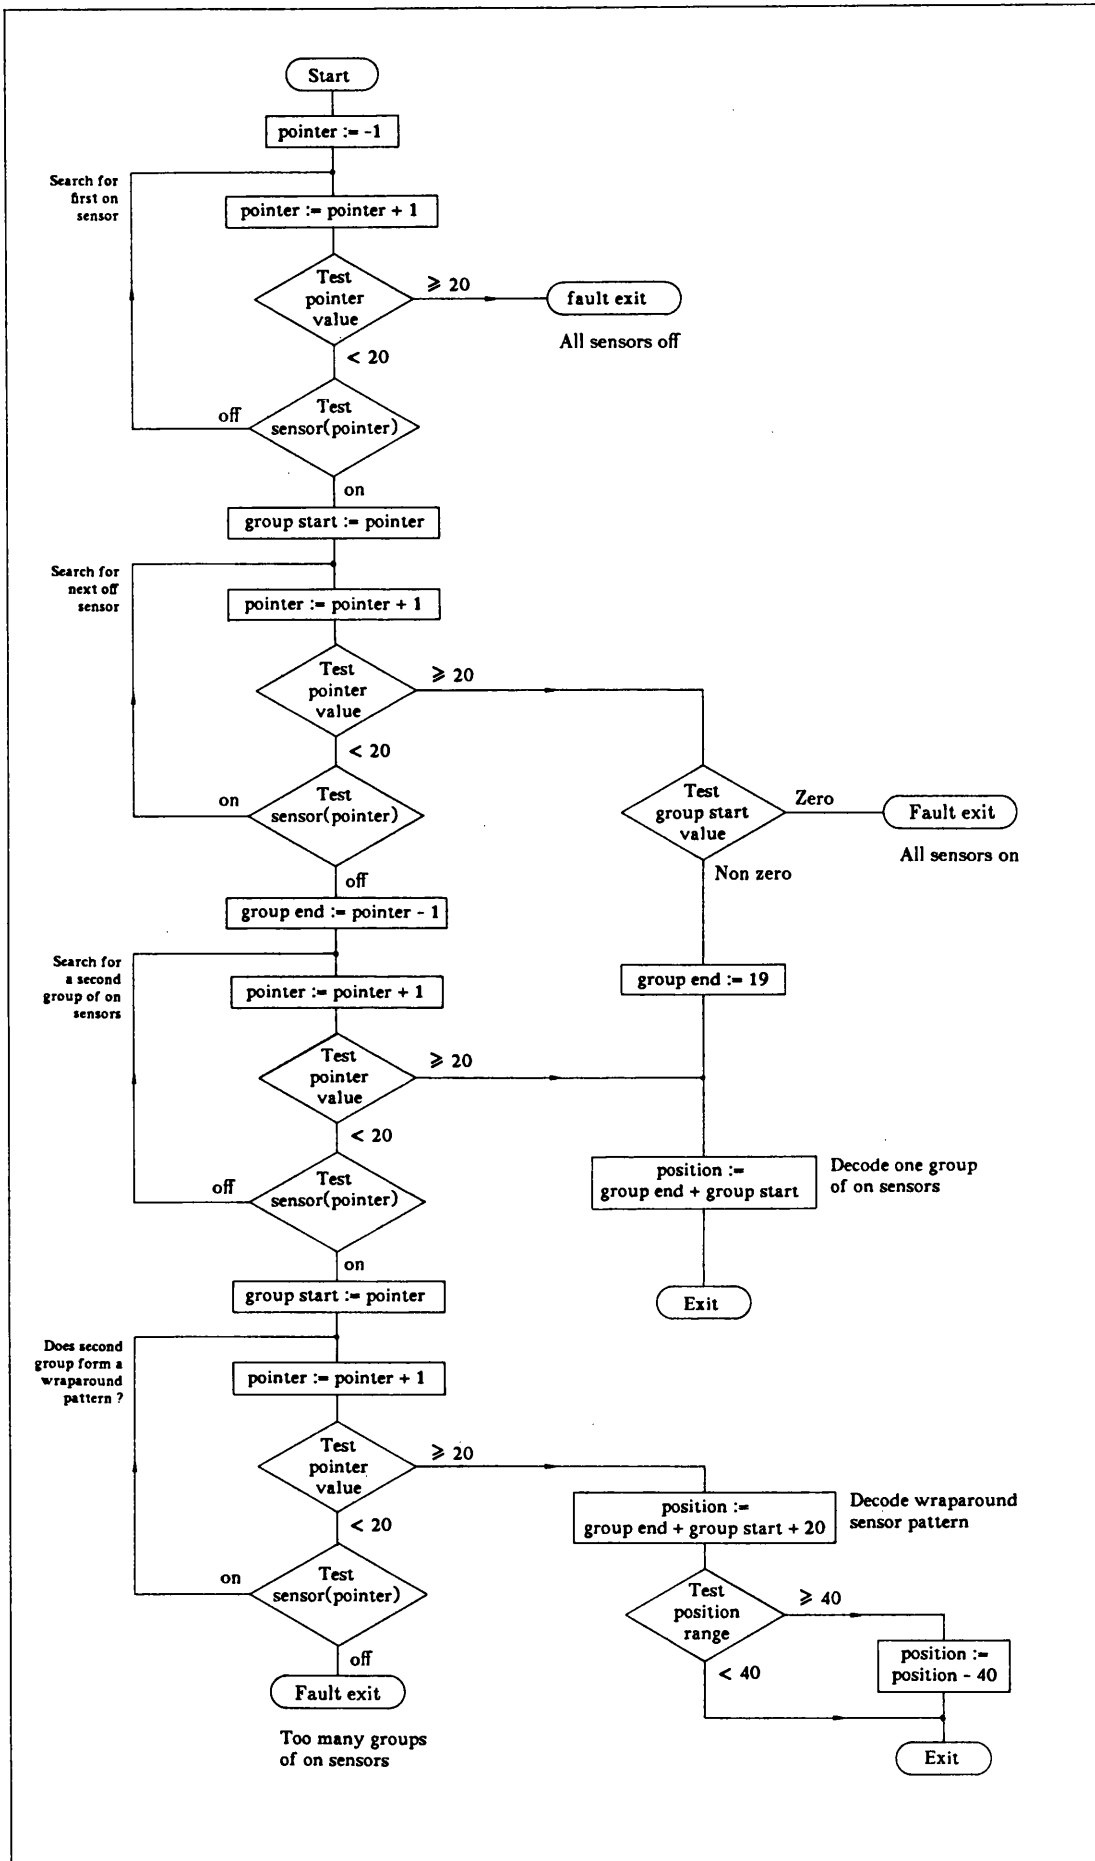 Start
pointer := -1
Search for
first on
sensor
pointer := pointer + 1
Test
pointer
value
⩾ 20
fault exit
All sensors off
< 20
Test
sensor(pointer)
off
on
group start := pointer
Search for
next off
sensor
pointer := pointer + 1
Test
pointer
value
⩾ 20
< 20
Test
sensor(pointer)
on
off
Test
group start
value
Zero
Fault exit
All sensors on
Non zero
group end := 19
group end := pointer - 1
Search for
a second
group of on
sensors
pointer := pointer + 1
Test
pointer
value
⩾ 20
< 20
Test
sensor(pointer)
off
on
position :=
group end + group start
Decode one group
of on sensors
Exit
group start := pointer
Does second
group form a
wraparound
pattern ?
pointer := pointer + 1
Test
pointer
value
⩾ 20
< 20
Test
sensor(pointer)
on
off
Fault exit
Too many groups
of on sensors
position :=
group end + group start + 20
Decode wraparound
sensor pattern
Test
position
range
⩾ 40
< 40
position :=
position - 40
Exit